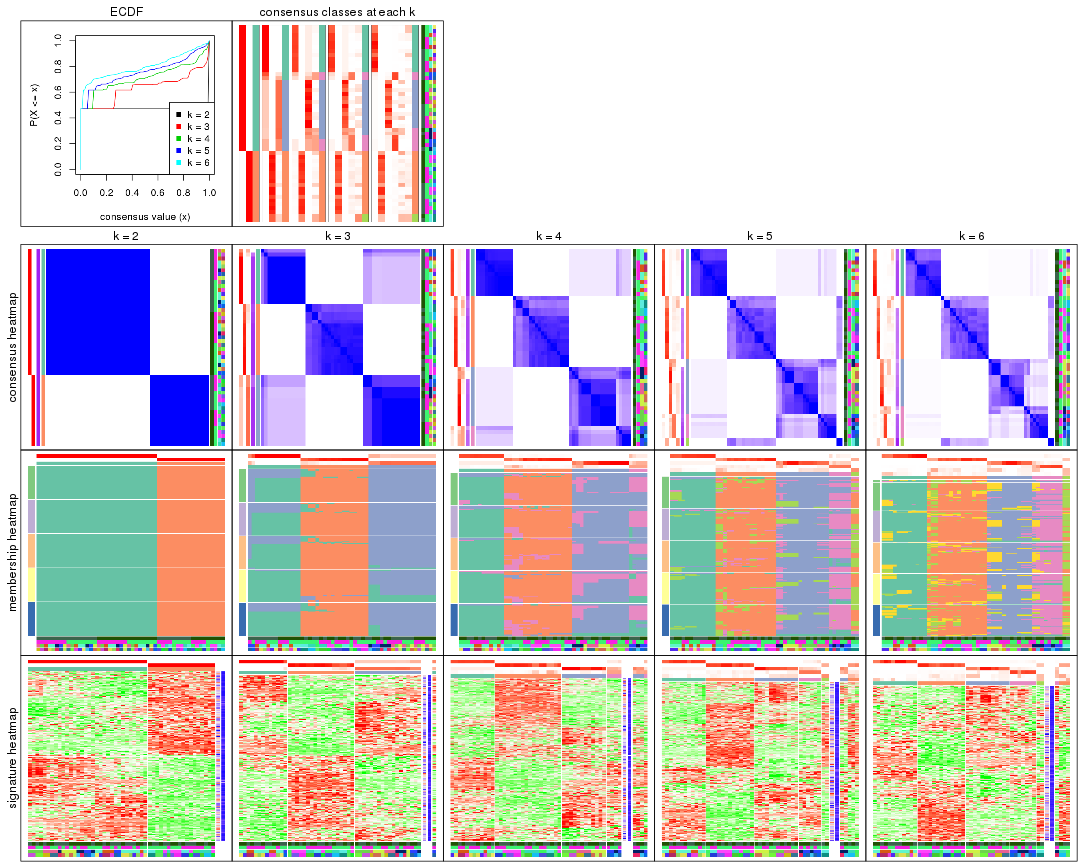 ECDF
consensus classes at each k
P(X <= x)
0.0 0.2 0.4 0.6 0.8 1.0
k = 2
k = 3
k = 4
k = 5
k = 6
0.0 0.2 0.4 0.6 0.8 1.0
consensus value (x)
k = 2
k = 3
k = 4
k = 5
k = 6
consensus heatmap
membership heatmap
signature heatmap